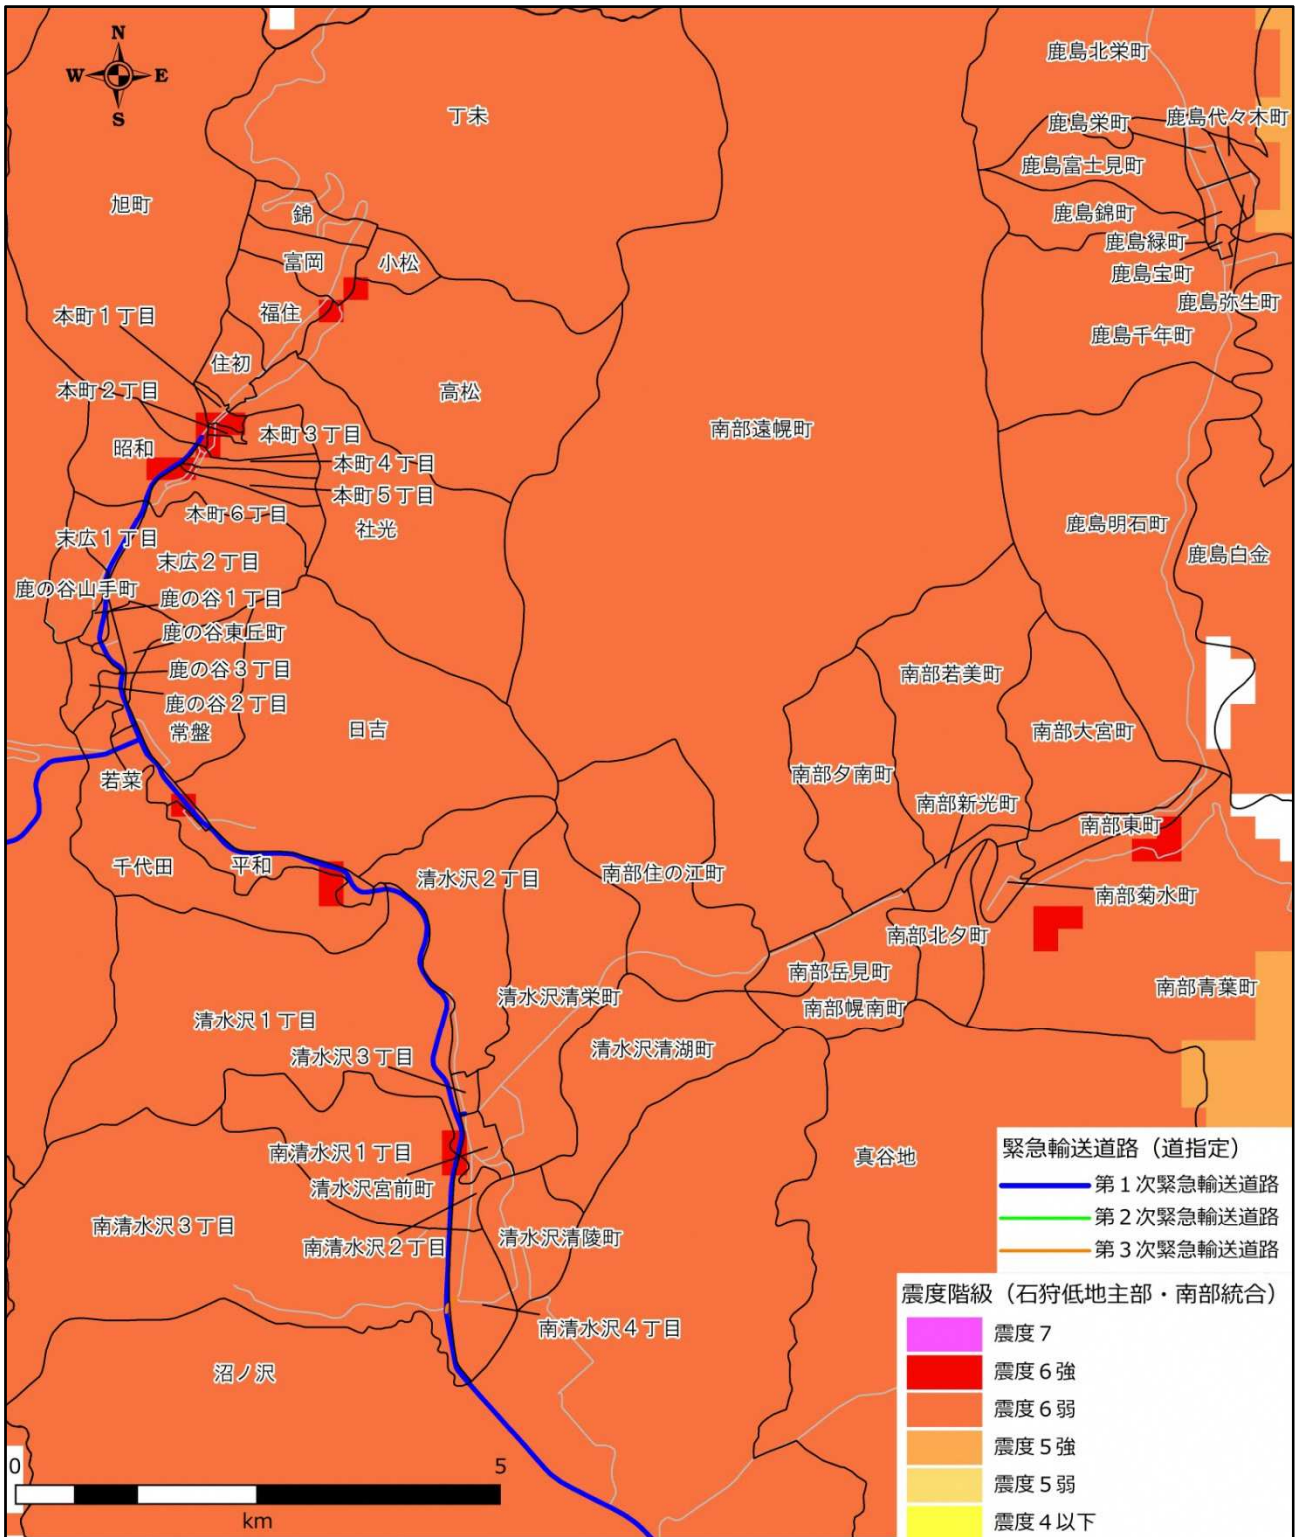 N
W E
S
丁未
鹿島北栄町
鹿島栄町
鹿島代々木町
鹿島富士見町
旭町
錦
鹿島錦町
鹿島緑町
富岡
小松
鹿島宝町
鹿島弥生町
本町１丁目
福住
鹿島千年町
住初
本町２丁目
高松
南部遠幌町
昭和
本町３丁目
本町４丁目
本町５丁目
本町６丁目
社光
鹿島明石町
末広１丁目
末広２丁目
鹿島白金
鹿の谷山手町
鹿の谷１丁目
鹿の谷東丘町
鹿の谷３丁目
鹿の谷２丁目
南部若美町
常盤
日吉
南部大宮町
若菜
南部夕南町
南部新光町
南部東町
千代田
平和
清水沢２丁目
南部住の江町
南部菊水町
南部北夕町
南部岳見町
清水沢清栄町
南部幌南町
南部青葉町
清水沢１丁目
清水沢３丁目
清水沢清湖町
南清水沢１丁目
真谷地
清水沢宮前町
南清水沢３丁目
南清水沢２丁目
清水沢清陵町
南清水沢４丁目
沼ノ沢
緊急輸送道路（道指定）
第１次緊急輸送道路
第２次緊急輸送道路
第３次緊急輸送道路
震度階級（石狩低地主部・南部統合）
震度７
震度６強
震度６弱
震度５強
震度５弱
震度４以下
0 5
km